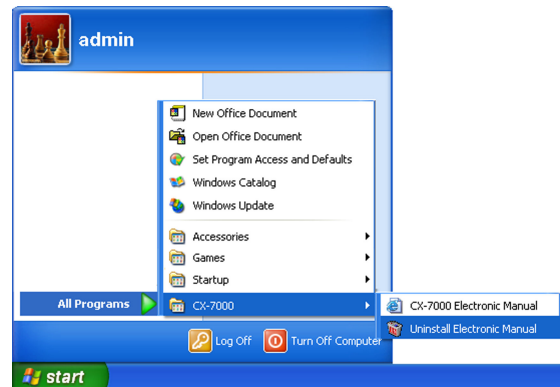 admin
New Office Document
Open Office Document
Set Program Access and Defaults
Windows Catalog
Windows Update
Accessories
Games
Startup
All Programs
CX-7000
CX-7000 Electronic Manual
Uninstall Electronic Manual
Log Off
Turn Off Computer
start